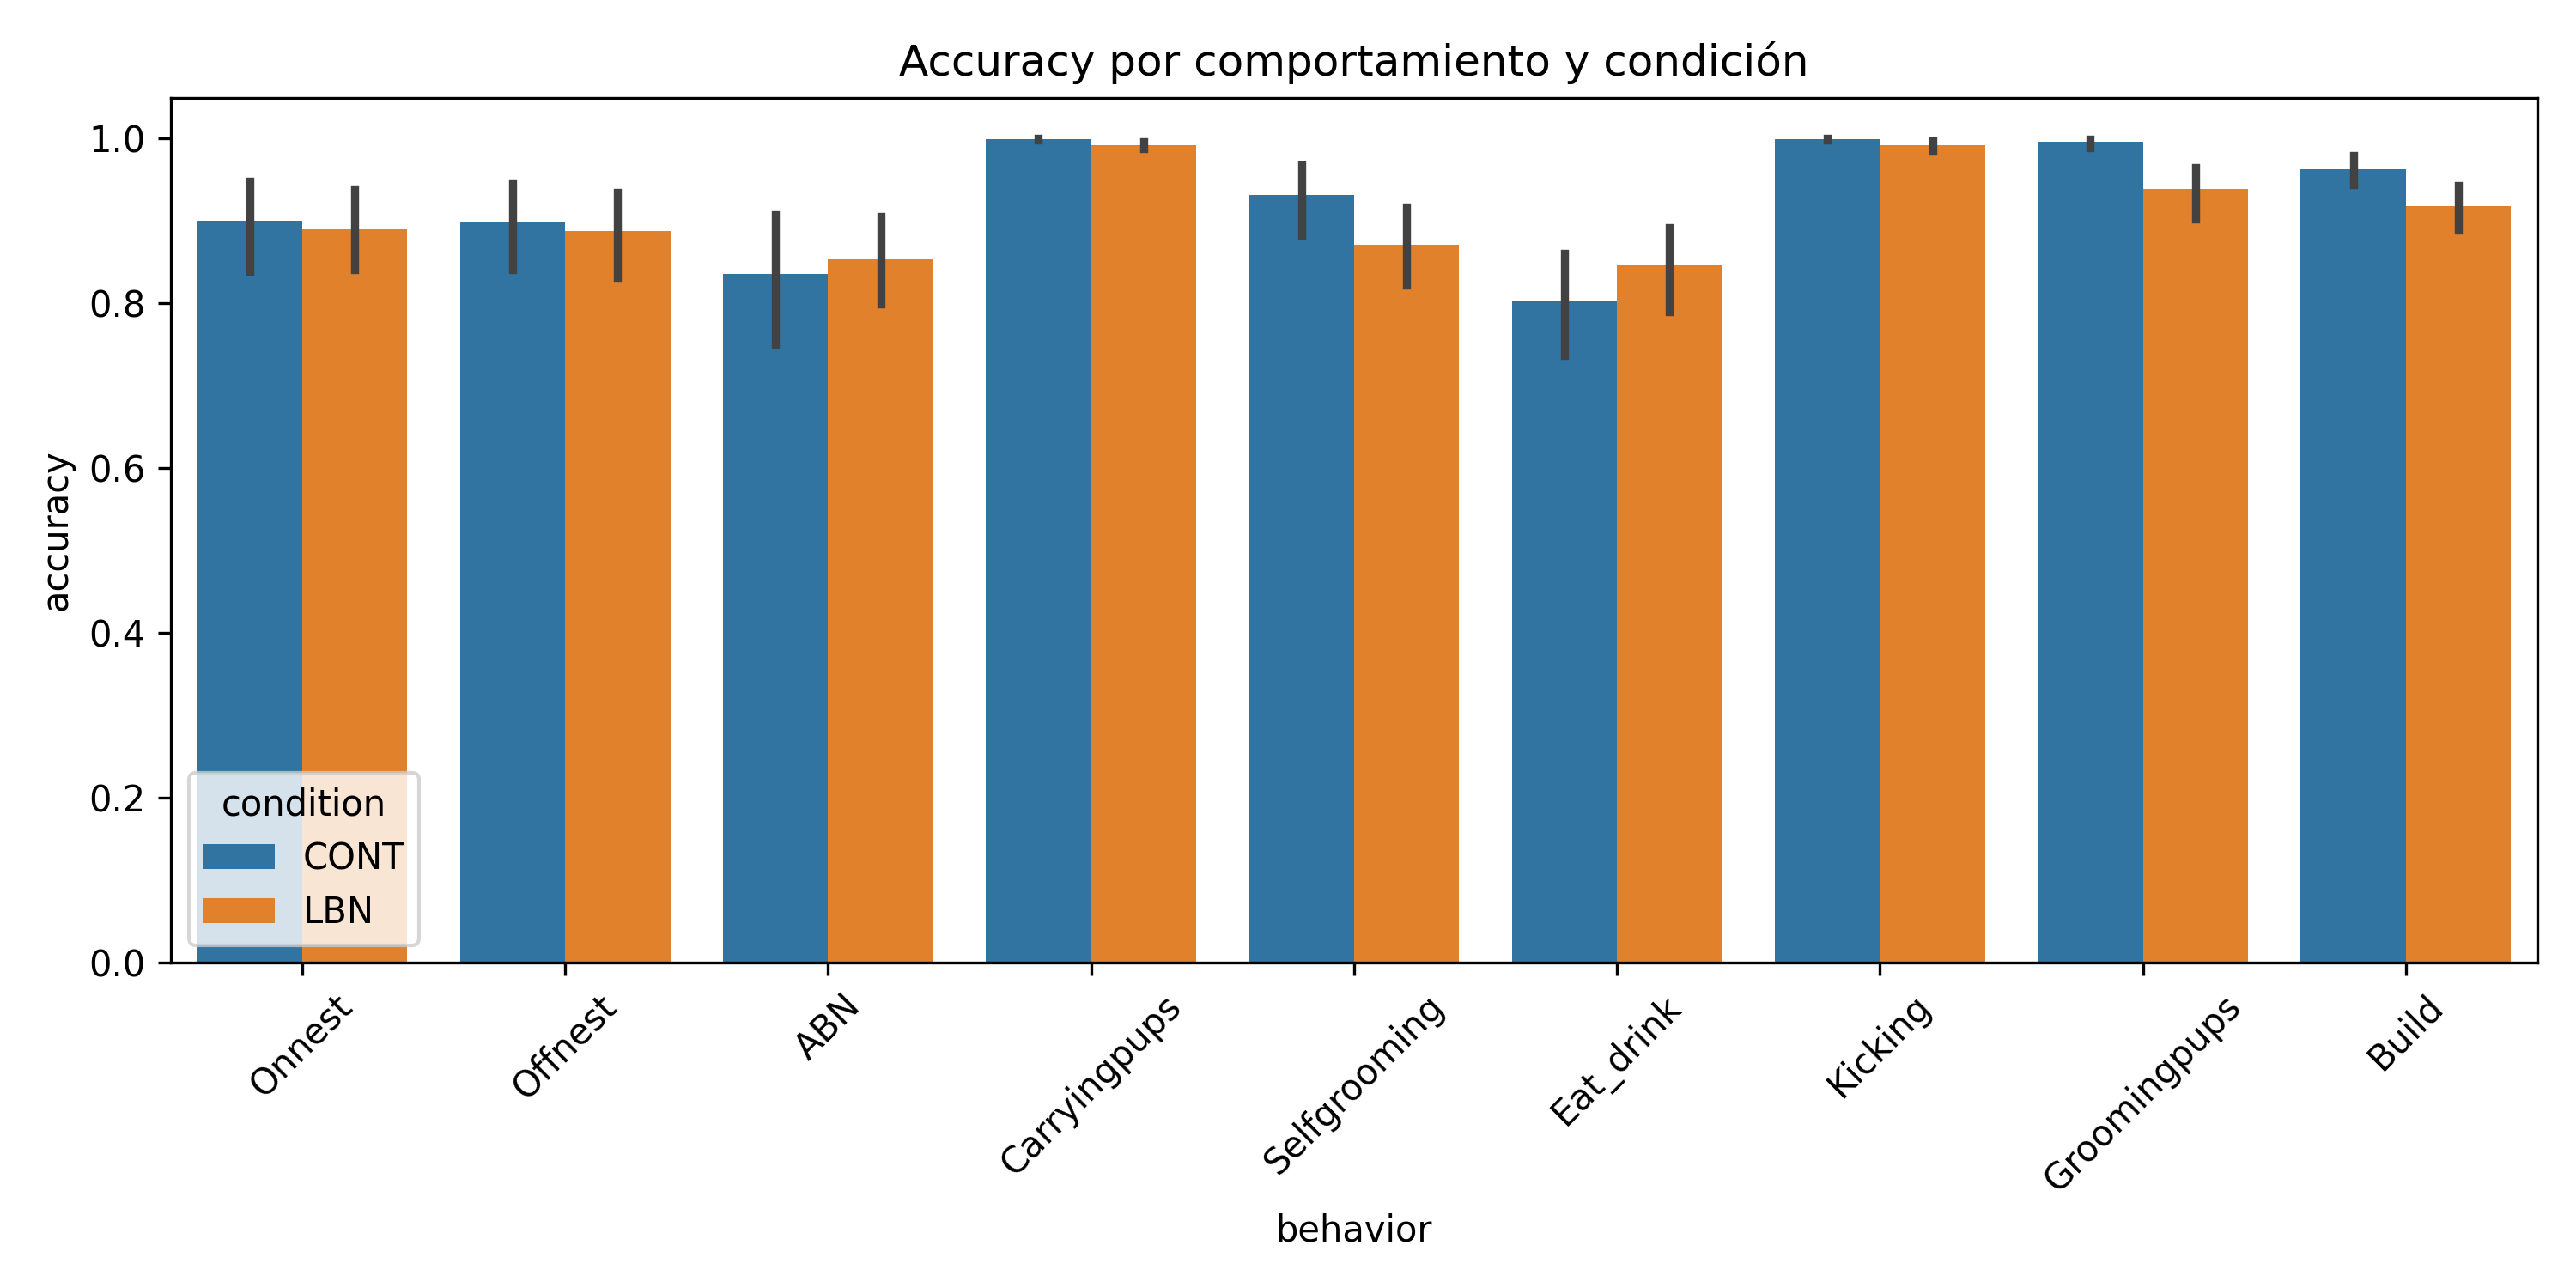 Accuracy por comportamiento y condición
accuracy
1.0
0.8
0.6
0.4
0.2
0.0
condition
CONT
LBN
Onnest
Offnest
ABN
Carryingpups
Selfgrooming
Eat_drink
Kicking
Groomingpups
Build
behavior